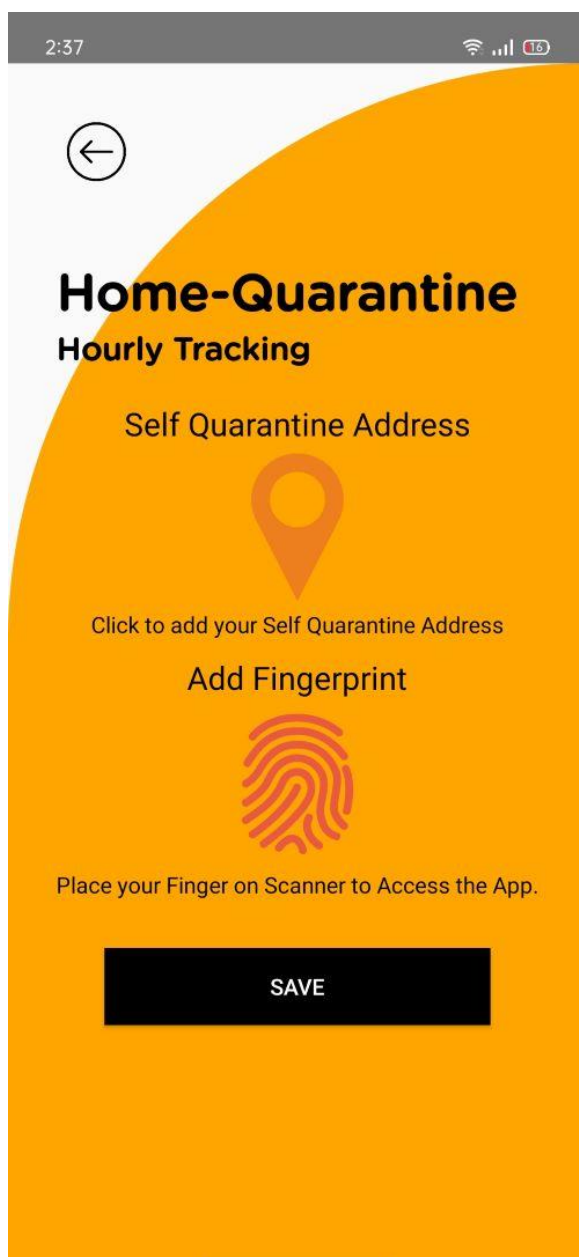 2:37
16
Home-Quarantine
Hourly Tracking
Self Quarantine Address
Click to add your Self Quarantine Address
Add Fingerprint
Place your Finger on Scanner to Access the App.
SAVE